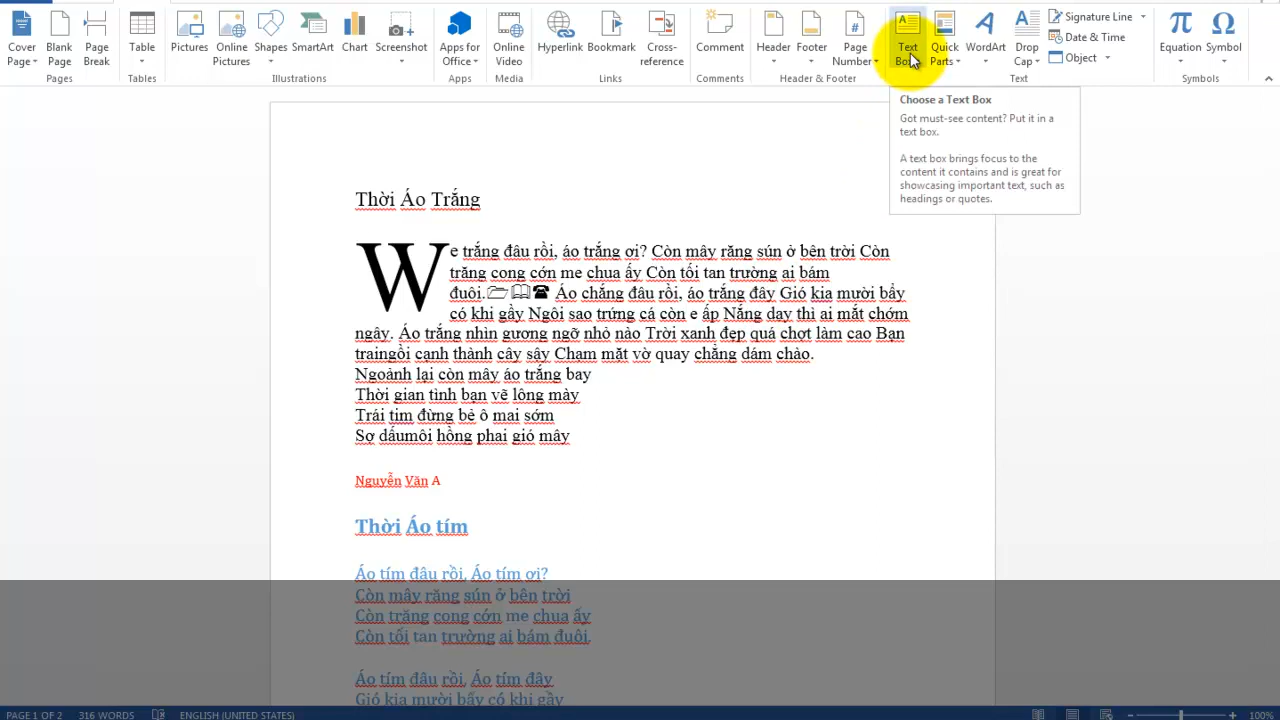 Cover Page
Blank Page
Page Break
Table
Pictures
Online Pictures
Shapes
SmartArt
Chart
Screenshot
Apps for Office
Online Video
Hyperlink
Bookmark
Cross-reference
Comment
Header
Footer
Page Number
Text Box
Quick Parts
WordArt
Drop Cap
Signature Line
Date & Time
Object
Equation
Symbol
Pages
Tables
Illustrations
Apps
Media
Links
Comments
Header & Footer
Text
Symbols
Choose a Text Box
Got must-see content? Put it in a
text box.
A text box brings focus to the
content it contains and is great for
showcasing important text, such as
headings or quotes.
Thời Áo Trắng
We trắng đâu rồi, áo trắng ơi? Còn mây răng sún ở bên trời Còn
trăng cong cớn me chua ấy Còn tối tan trường ai bám
đuôi. Áo chắng đâu rồi, áo trắng đây Gió kia mười bẩy
có khi gầy Ngôi sao trứng cá còn e ấp Nắng dạy thì ai mắt chớm
ngây. Áo trắng nhìn gương ngỡ nhỏ nào Trời xanh đẹp quá chợt làm cao Bạn
traingồi cạnh thành cây sậy Chạm mặt vờ quay chẳng dám chào.
Ngoảnh lại còn mây áo trắng bay
Thời gian tình bạn vẽ lông mày
Trái tim đừng bẻ ô mai sớm
Sợ dấumôi hồng phai gió mây
Nguyễn Văn A
Thời Áo tím
Áo tím đâu rồi, Áo tím ơi?
Còn mây răng sún ở bên trời
Còn trăng cong cớn me chua ấy
Còn tối tan trường ai bám đuôi.
Áo tím đâu rồi, Áo tím đây
Gió kia mười bẩy có khi gầy
PAGE 1 OF 2
316 WORDS
ENGLISH (UNITED STATES)
100%